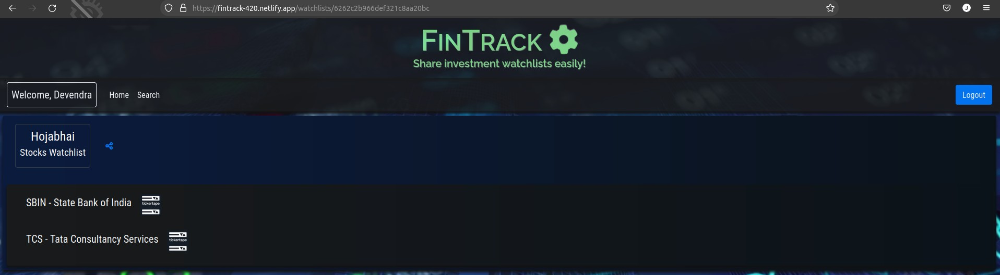 https://fintrack-420.netlify.app/watchlists/6262c2b966def321c8aa20bc
J
FINTRACK
Share investment watchlists easily!
Welcome, Devendra Home Search Logout
Hojabhai
Stocks Watchlist
SBIN - State Bank of India tickertape
TCS - Tata Consultancy Services tickertape